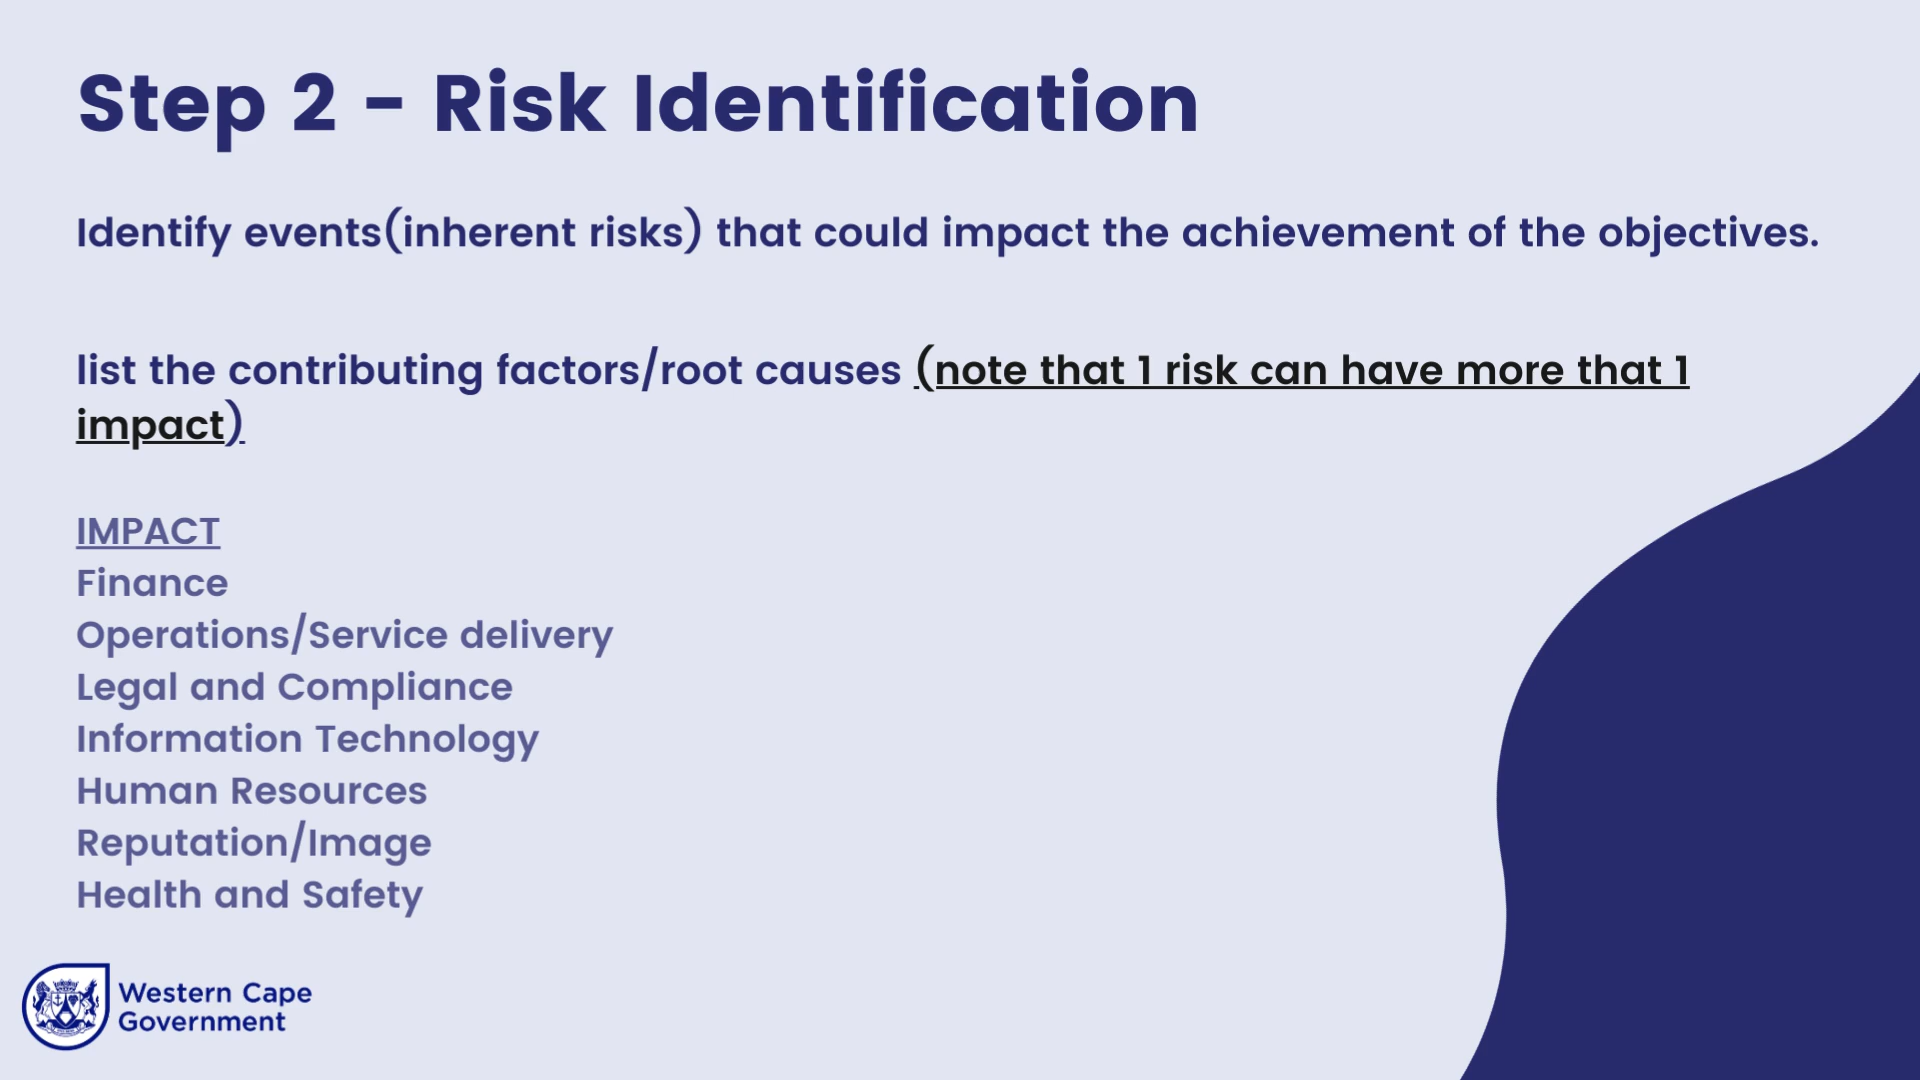 Step 2 - Risk Identification
Identify events(inherent risks) that could impact the achievement of the objectives.
list the contributing factors/root causes (note that 1 risk can have more that 1
impact)
IMPACT
Finance
Operations/Service delivery
Legal and Compliance
Information Technology
Human Resources
Reputation/Image
Health and Safety
Western Cape
Government